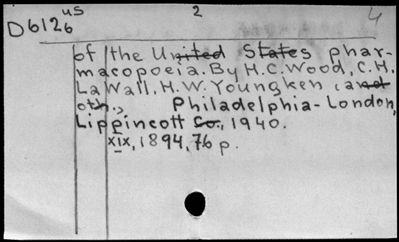 us 2 4
D6126
of the United States phar-
macopoeia. By H.C. Wood, C.H.
LaWall, H.W. Youngken, and
oth., Philadelphia-London,
Lippincott Co., 1940.
XIX, 1894, 76 p.